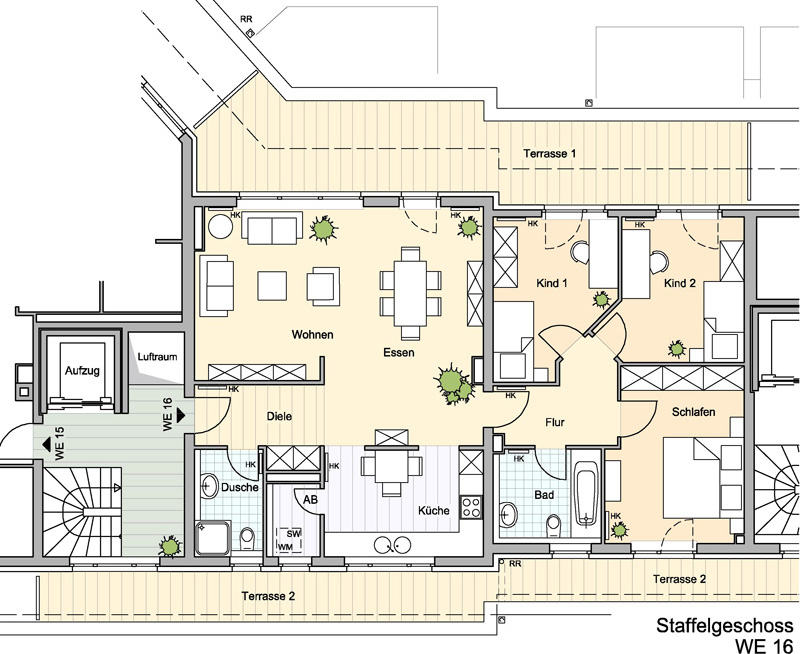 RR
Terrasse 1
HK
HK
HK
HK
Kind 1
Kind 2
Wohnen
Essen
Luftraum
Aufzug
WE 16
WE 15
HK
Diele
HK
Flur
Schlafen
HK
Dusche
HK
AB
Küche
HK
Bad
HK
SW
WM
RR
Terrasse 2
Terrasse 2
Staffelgeschoss
WE 16